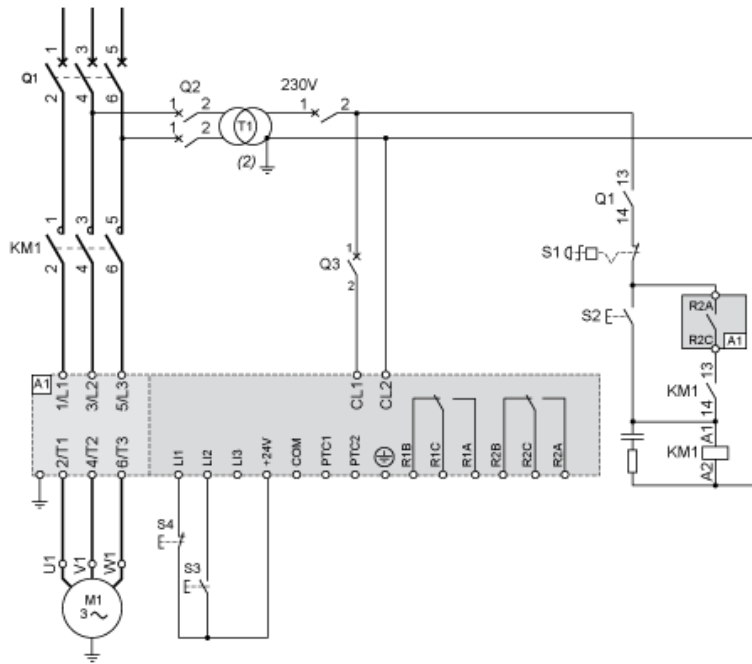 1 3 5
Q1
2 4 6
Q2
1 2
1 2
T1
(2)
230V
1 2
13
Q1
14
S1
S2
R2A
R2C
A1
13
KM1
14
A1
KM1
A2
1 3 5
KM1
2 4 6
1
Q3
2
A1
1/L1 3/L2 5/L3
CL1 CL2
2/T1 4/T2 6/T3
LI1 LI2 LI3 +24V COM PTC1 PTC2 R1B R1C R1A R2B R2C R2A
S4
S3
U1 V1 W1
M1
3